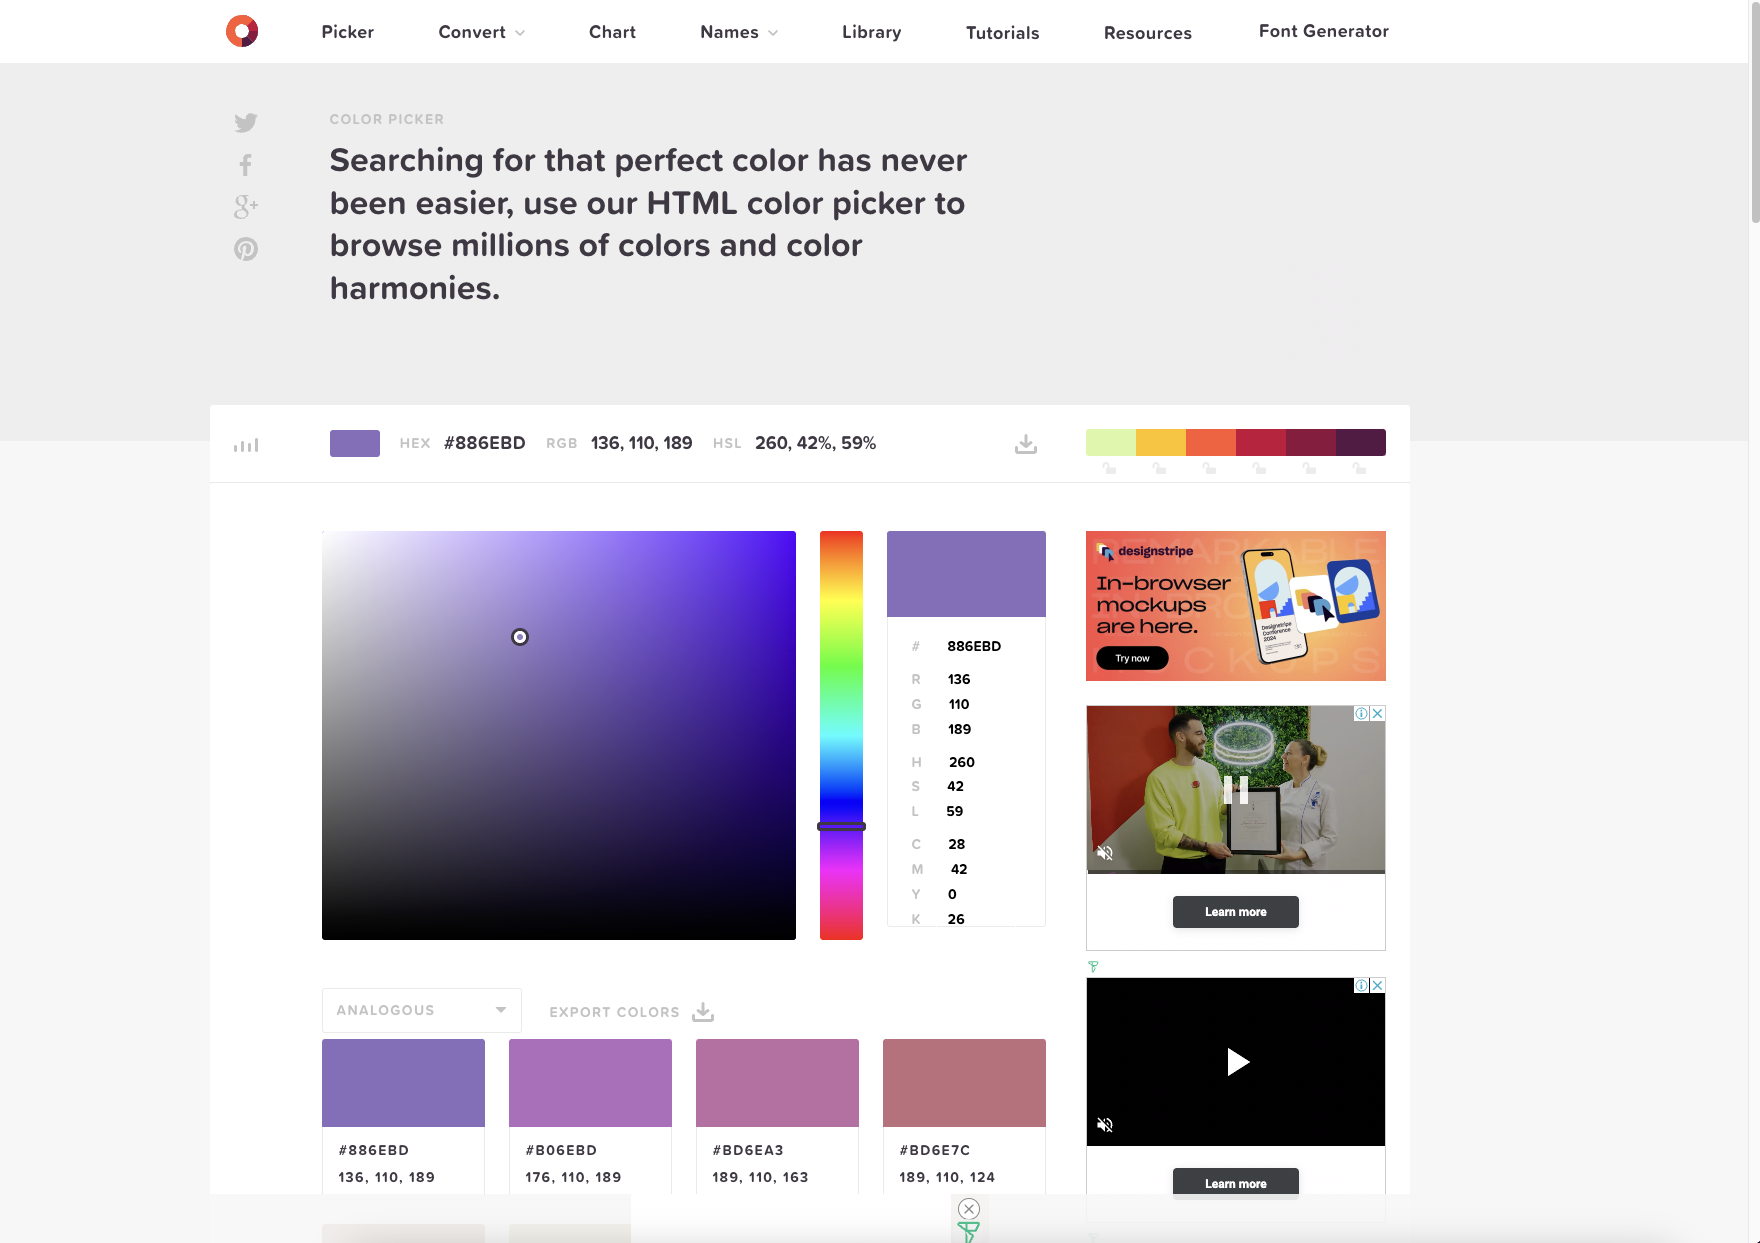 Picker Convert Chart Names Library Tutorials Resources Font Generator
COLOR PICKER
Searching for that perfect color has never
been easier, use our HTML color picker to
browse millions of colors and color
harmonies.
HEX #886EBD RGB 136, 110, 189 HSL 260, 42%, 59%
# 886EBD
R 136
G 110
B 189
H 260
S 42
L 59
C 28
M 42
Y 0
K 26
designstripe
In-browser
mockups
are here.
Try now
Designstripe
Conference
2024
Learn more
ANALOGOUS
EXPORT COLORS
#886EBD
136, 110, 189
#B06EBD
176, 110, 189
#BD6EA3
189, 110, 163
#BD6E7C
189, 110, 124
Learn more